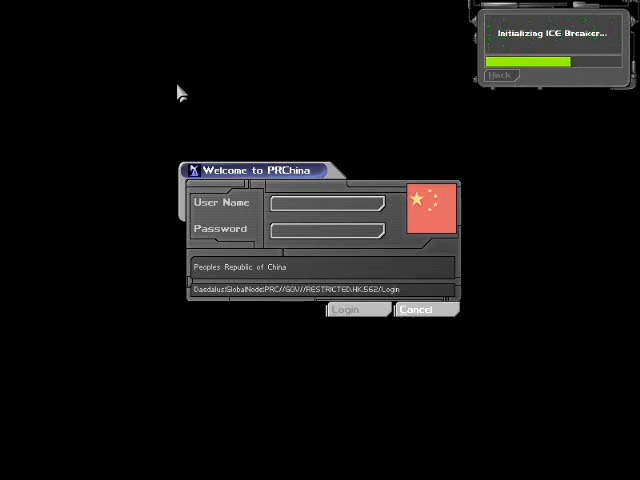 Initializing ICE Breaker...
Hack
Welcome to PRChina
User Name
Password
Peoples Republic of China
Daedalus:GlobalNode:PRC//GOV//RESTRICTED.HK.562/Login
Login
Cancel